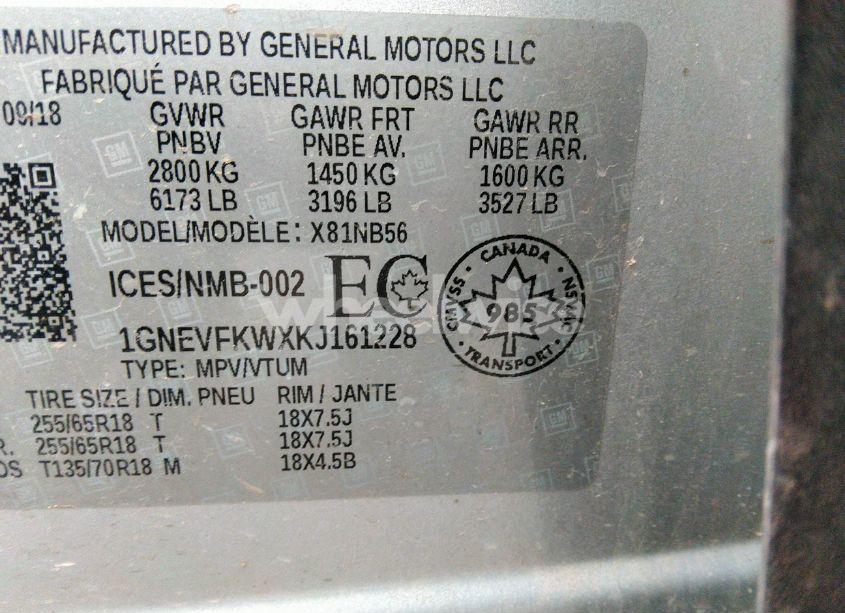 MANUFACTURED BY GENERAL MOTORS LLC
FABRIQUÉ PAR GENERAL MOTORS LLC
09/18 GVWR GAWR FRT GAWR RR
PNBV PNBE AV. PNBE ARR.
2800 KG 1450 KG 1600 KG
6173 LB 3196 LB 3527 LB
MODEL/MODÈLE: X81NB56
ICES/NMB-002 EC
CANADA
CMVSS 985 NSVAC
TRANSPORT
1GNEVFKWXKJ161228
TYPE: MPV/VTUM
TIRE SIZE / DIM. PNEU RIM / JANTE
255/65R18 T 18X7.5J
R. 255/65R18 T 18X7.5J
OS T135/70R18 M 18X4.5B